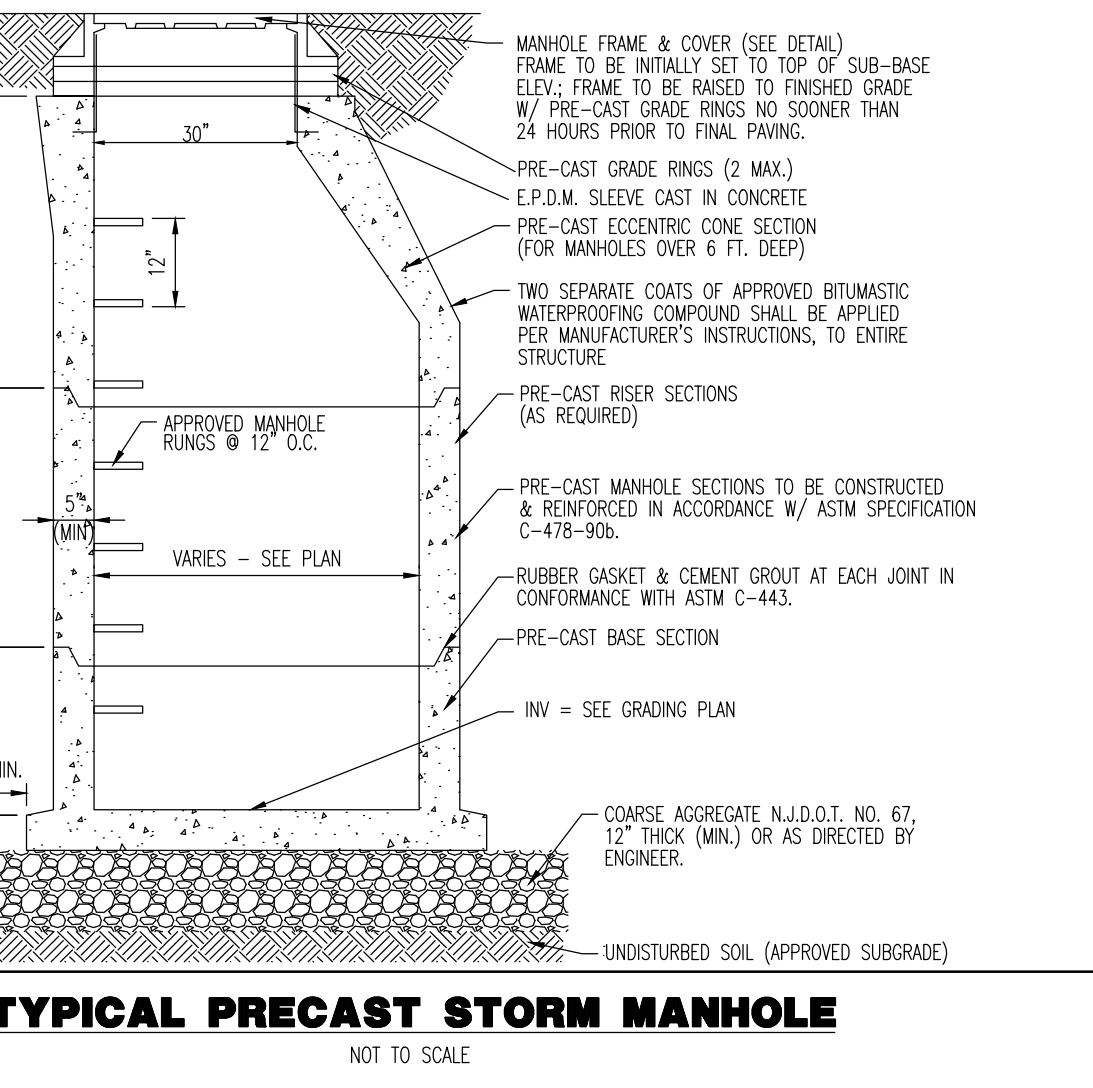 MANHOLE FRAME & COVER (SEE DETAIL)
FRAME TO BE INITIALLY SET TO TOP OF SUB-BASE
ELEV.; FRAME TO BE RAISED TO FINISHED GRADE
W/ PRE-CAST GRADE RINGS NO SOONER THAN
24 HOURS PRIOR TO FINAL PAVING.
30"
PRE-CAST GRADE RINGS (2 MAX.)
E.P.D.M. SLEEVE CAST IN CONCRETE
PRE-CAST ECCENTRIC CONE SECTION
(FOR MANHOLES OVER 6 FT. DEEP)
12"
TWO SEPARATE COATS OF APPROVED BITUMASTIC
WATERPROOFING COMPOUND SHALL BE APPLIED
PER MANUFACTURER'S INSTRUCTIONS, TO ENTIRE
STRUCTURE
PRE-CAST RISER SECTIONS
(AS REQUIRED)
APPROVED MANHOLE
RUNGS @ 12" O.C.
PRE-CAST MANHOLE SECTIONS TO BE CONSTRUCTED
& REINFORCED IN ACCORDANCE W/ ASTM SPECIFICATION
C-478-90b.
5"
(MIN)
VARIES - SEE PLAN
RUBBER GASKET & CEMENT GROUT AT EACH JOINT IN
CONFORMANCE WITH ASTM C-443.
PRE-CAST BASE SECTION
INV = SEE GRADING PLAN
IN.
COARSE AGGREGATE N.J.D.O.T. NO. 67,
12" THICK (MIN.) OR AS DIRECTED BY
ENGINEER.
UNDISTURBED SOIL (APPROVED SUBGRADE)
TYPICAL PRECAST STORM MANHOLE
NOT TO SCALE